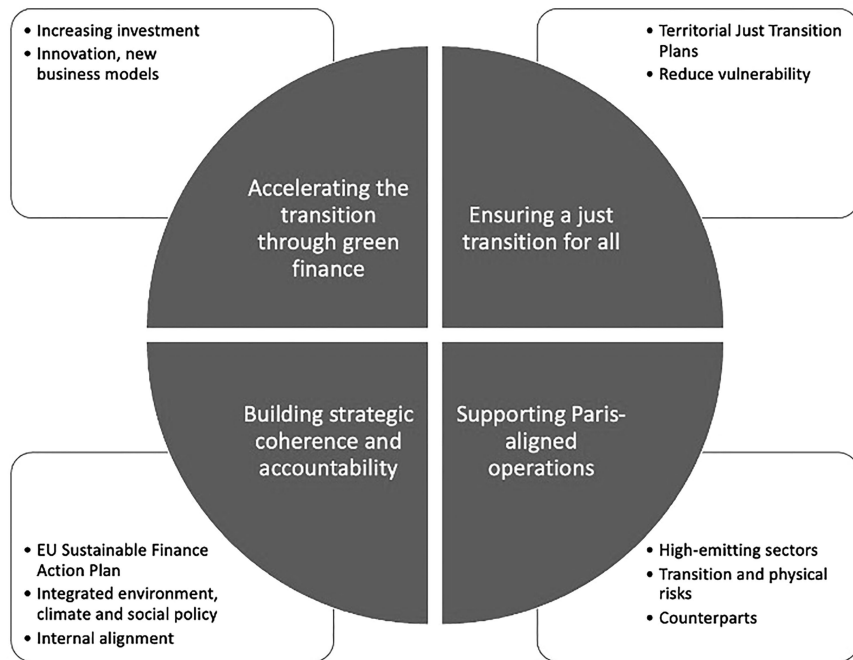 • Increasing investment
• Innovation, new
business models
• Territorial Just Transition
Plans
• Reduce vulnerability
Accelerating the
transition
through green
finance
Ensuring a just
transition for all
Building strategic
coherence and
accountability
Supporting Paris-
aligned
operations
• EU Sustainable Finance
Action Plan
• Integrated environment,
climate and social policy
• Internal alignment
• High-emitting sectors
• Transition and physical
risks
• Counterparts